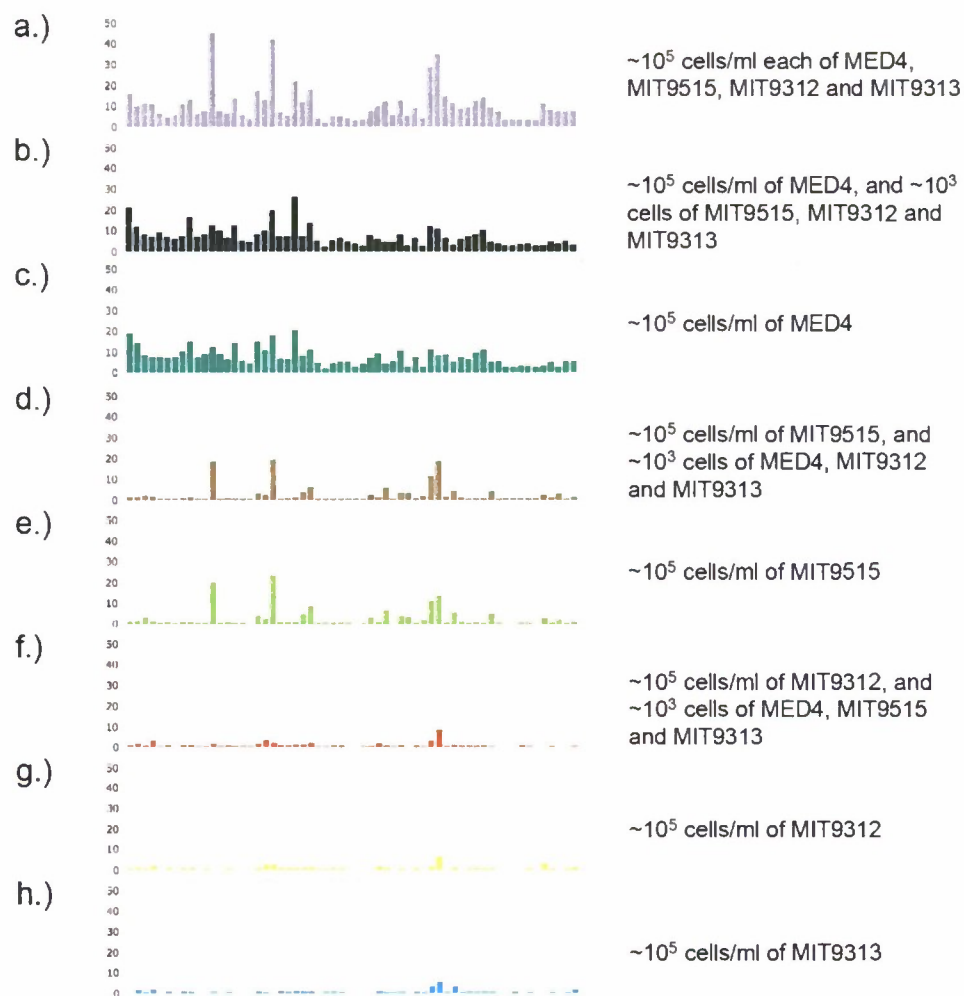 a.)
50
40
30
20
10
0
~10⁵ cells/ml each of MED4,
MIT9515, MIT9312 and MIT9313
b.)
50
40
30
20
10
0
~10⁵ cells/ml of MED4, and ~10³
cells of MIT9515, MIT9312 and
MIT9313
c.)
50
40
30
20
10
0
~10⁵ cells/ml of MED4
d.)
50
40
30
20
10
0
~10⁵ cells/ml of MIT9515, and
~10³ cells of MED4, MIT9312
and MIT9313
e.)
50
40
30
20
10
0
~10⁵ cells/ml of MIT9515
f.)
50
40
30
20
10
0
~10⁵ cells/ml of MIT9312, and
~10³ cells of MED4, MIT9515
and MIT9313
g.)
50
40
30
20
10
0
~10⁵ cells/ml of MIT9312
h.)
50
40
30
20
10
0
~10⁵ cells/ml of MIT9313